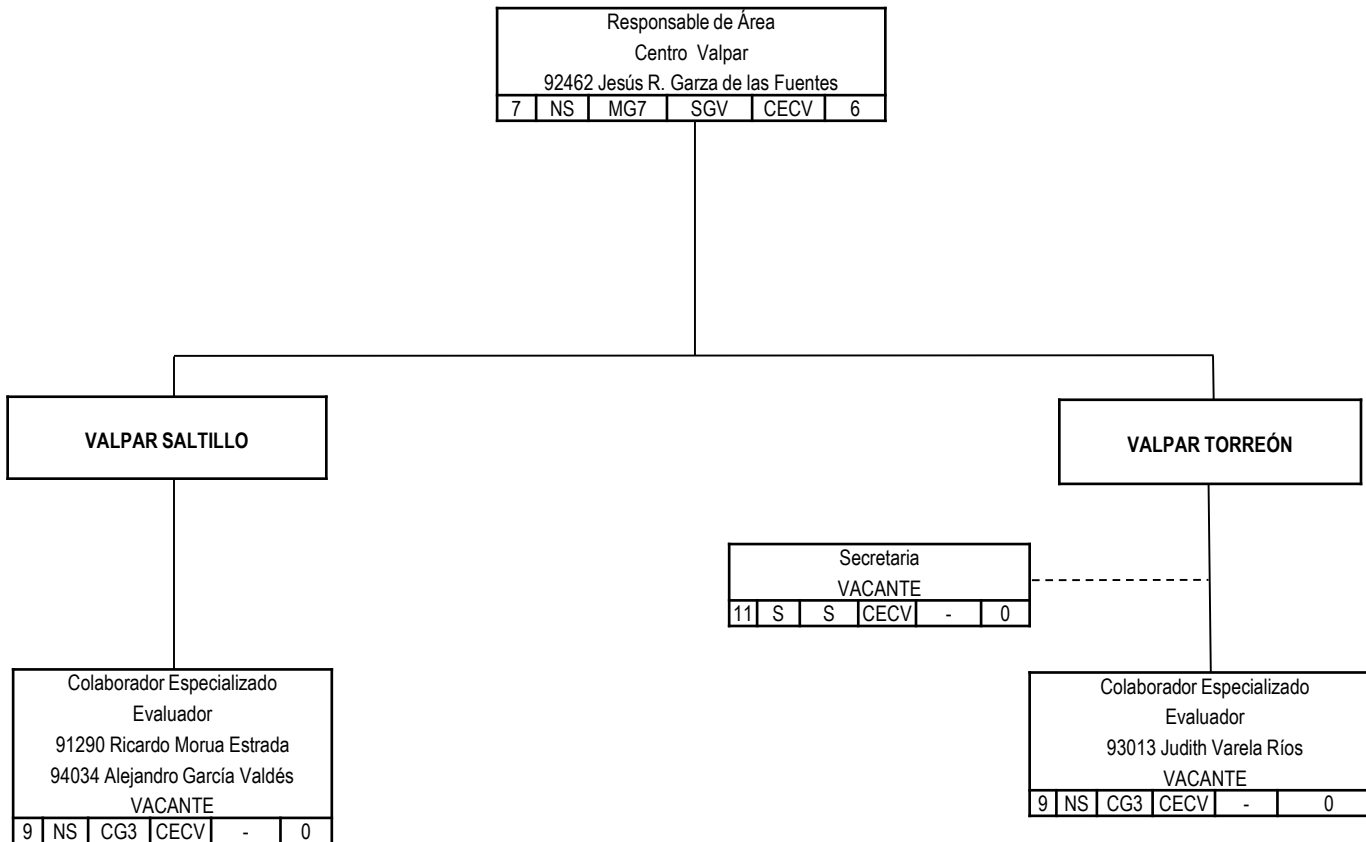 Responsable de Área
Centro Valpar
92462 Jesús R. Garza de las Fuentes
7 NS MG7 SGV CECV 6
VALPAR SALTILLO
VALPAR TORREÓN
Secretaria
VACANTE
11 S S CECV - 0
Colaborador Especializado
Evaluador
91290 Ricardo Morua Estrada
94034 Alejandro García Valdés
VACANTE
9 NS CG3 CECV - 0
Colaborador Especializado
Evaluador
93013 Judith Varela Ríos
VACANTE
9 NS CG3 CECV - 0